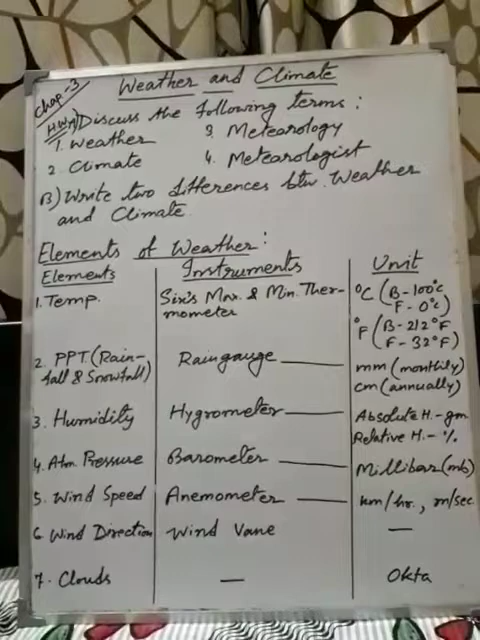 Chap-3
Weather and Climate
H.W. A) Discuss the following terms:
1. Weather 3. Meteorology
2. Climate 4. Meteorologist
B) Write two differences btw. Weather
and Climate
Elements of Weather:
Elements Instruments Unit
1. Temp. Six's Max. & Min. Ther- °C (B-100°C
mometer F-0°C)
°F (B-212°F
F-32°F)
2. PPT (Rain- Raingauge mm (monthly)
fall & Snowfall) cm (annually)
3. Humidity Hygrometer Absolute H.-gm
Relative H.-%
4. Atm. Pressure Barometer Millibar (mb)
5. Wind Speed Anemometer km/hr., m/sec
6. Wind Direction Wind Vane —
7. Clouds — Okta